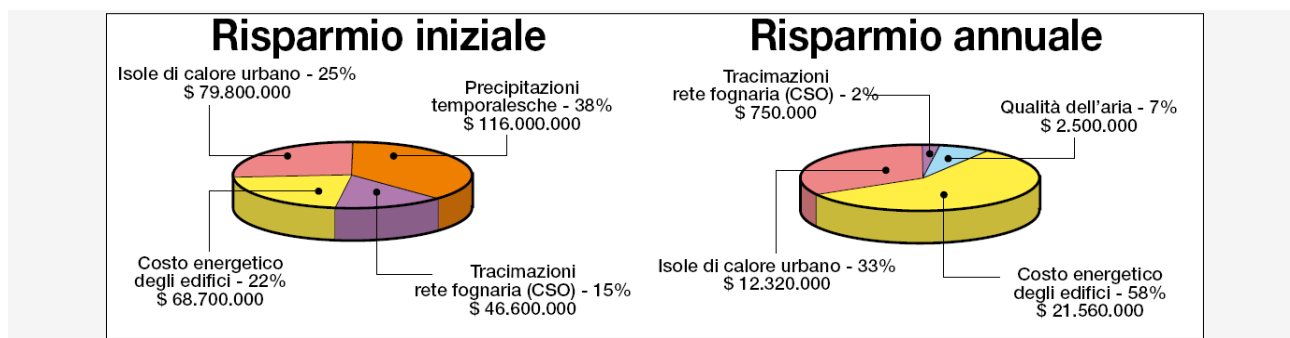 Risparmio iniziale
Isole di calore urbano - 25%
$ 79.800.000
Precipitazioni
temporalesche - 38%
$ 116.000.000
Costo energetico
degli edifici - 22%
$ 68.700.000
Tracimazioni
rete fognaria (CSO) - 15%
$ 46.600.000
Risparmio annuale
Tracimazioni
rete fognaria (CSO) - 2%
$ 750.000
Qualità dell'aria - 7%
$ 2.500.000
Isole di calore urbano - 33%
$ 12.320.000
Costo energetico
degli edifici - 58%
$ 21.560.000